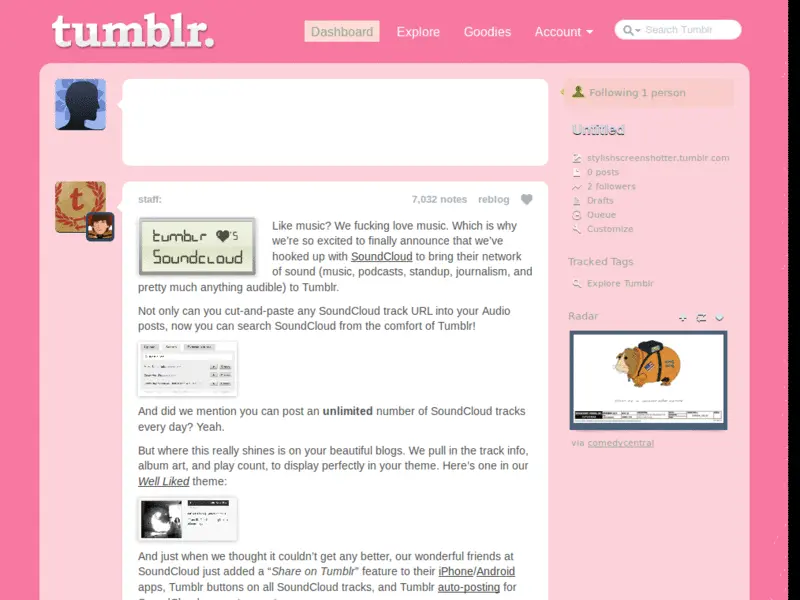 tumblr.
Dashboard Explore Goodies Account Search Tumblr
Following 1 person
Untitled
stylishscreenshotter.tumblr.com
0 posts
2 followers
Drafts
Queue
Customize
Tracked Tags
Explore Tumblr
Radar
via comedycentral
staff: 7,032 notes reblog
tumblr 's
Soundcloud
Like music? We fucking love music. Which is why
we're so excited to finally announce that we've
hooked up with SoundCloud to bring their network
of sound (music, podcasts, standup, journalism, and
pretty much anything audible) to Tumblr.
Not only can you cut-and-paste any SoundCloud track URL into your Audio
posts, now you can search SoundCloud from the comfort of Tumblr!
And did we mention you can post an unlimited number of SoundCloud tracks
every day? Yeah.
But where this really shines is on your beautiful blogs. We pull in the track info,
album art, and play count, to display perfectly in your theme. Here's one in our
Well Liked theme:
And just when we thought it couldn't get any better, our wonderful friends at
SoundCloud just added a "Share on Tumblr" feature to their iPhone/Android
apps, Tumblr buttons on all SoundCloud tracks, and Tumblr auto-posting for